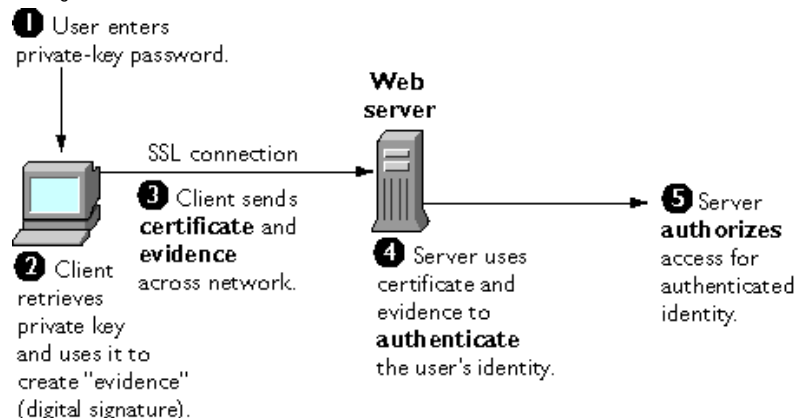 1 User enters
private-key password.
Web
server
SSL connection
3 Client sends
certificate and
evidence
across network.
2 Client
retrieves
private key
and uses it to
create "evidence"
(digital signature).
4 Server uses
certificate and
evidence to
authenticate
the user's identity.
5 Server
authorizes
access for
authenticated
identity.